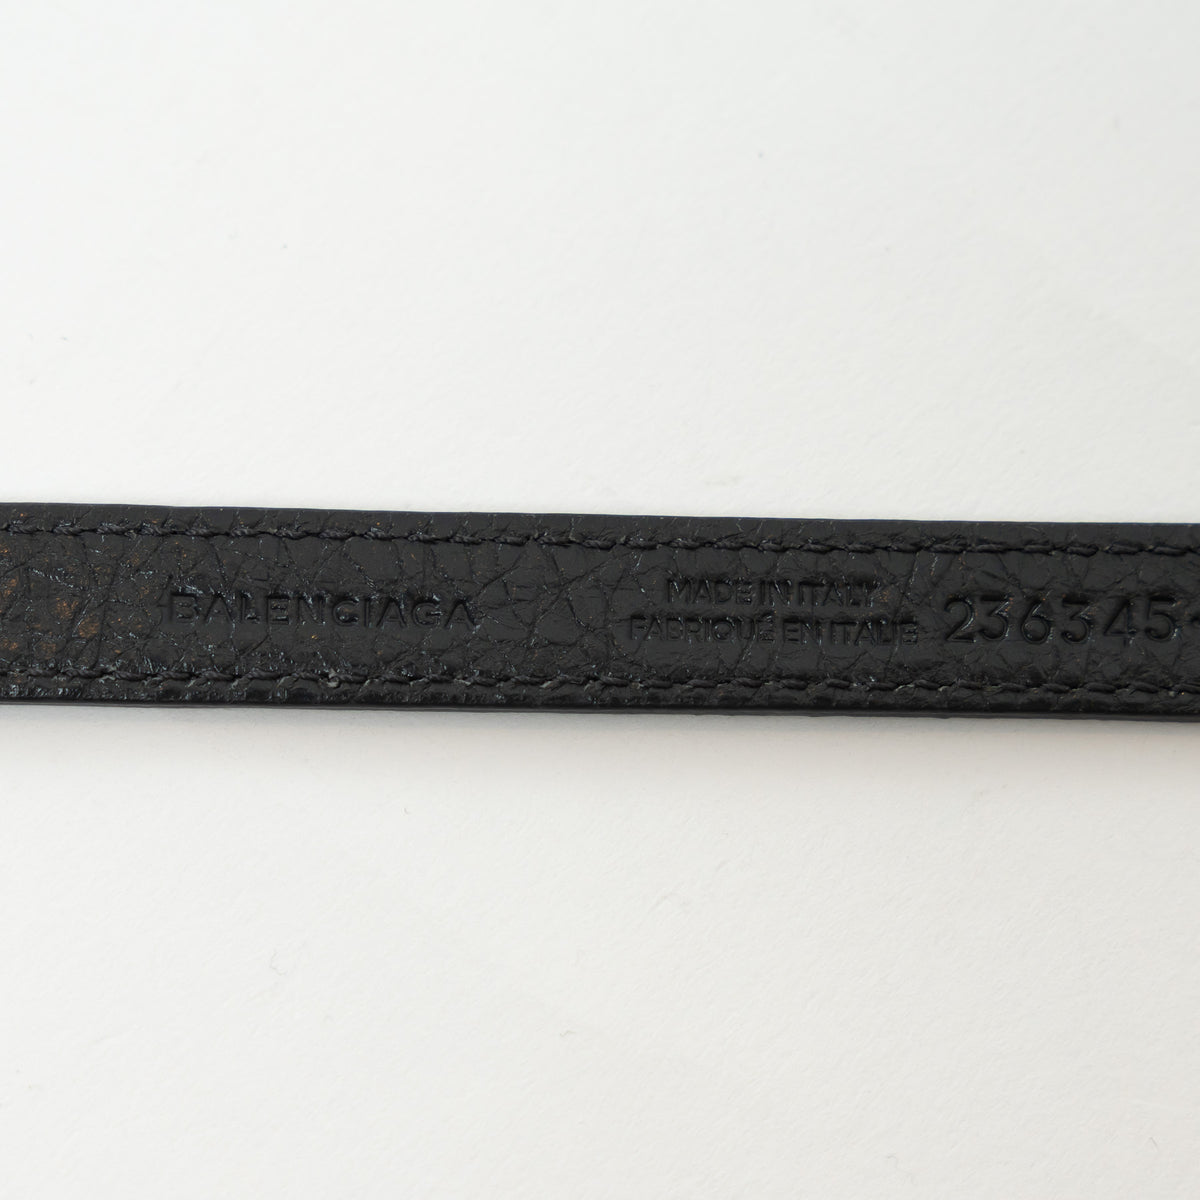 BALENCIAGA
MADE IN ITALY
FABRIQUÉ EN ITALIE
236345